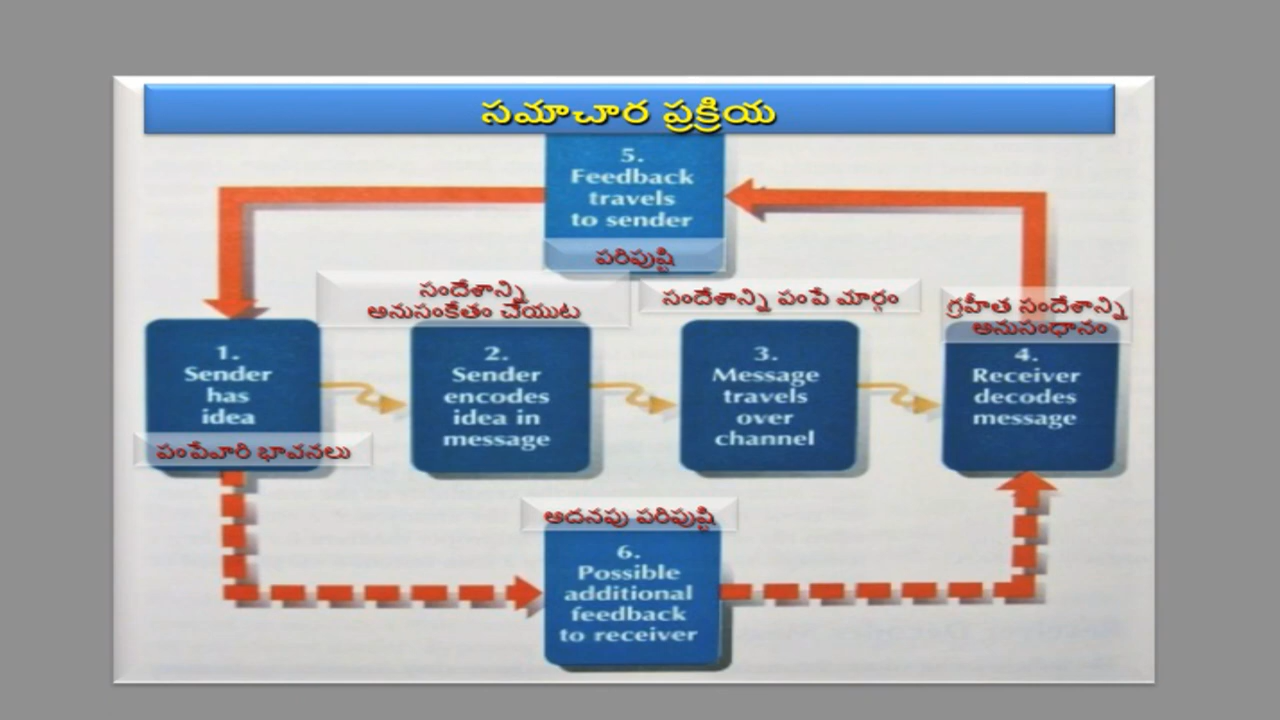 సమాచార ప్రక్రియ
5.
Feedback
travels
to sender
పరిపుష్టి
సందేశాన్ని
అనుసంకేతం చేయుట
సందేశాన్ని పంపే మార్గం
గ్రహీత సందేశాన్ని
అనుసంధానం
1.
Sender
has
idea
పంపేవారి భావనలు
2.
Sender
encodes
idea in
message
3.
Message
travels
over
channel
4.
Receiver
decodes
message
అదనపు పరిపుష్టి
6.
Possible
additional
feedback
to receiver